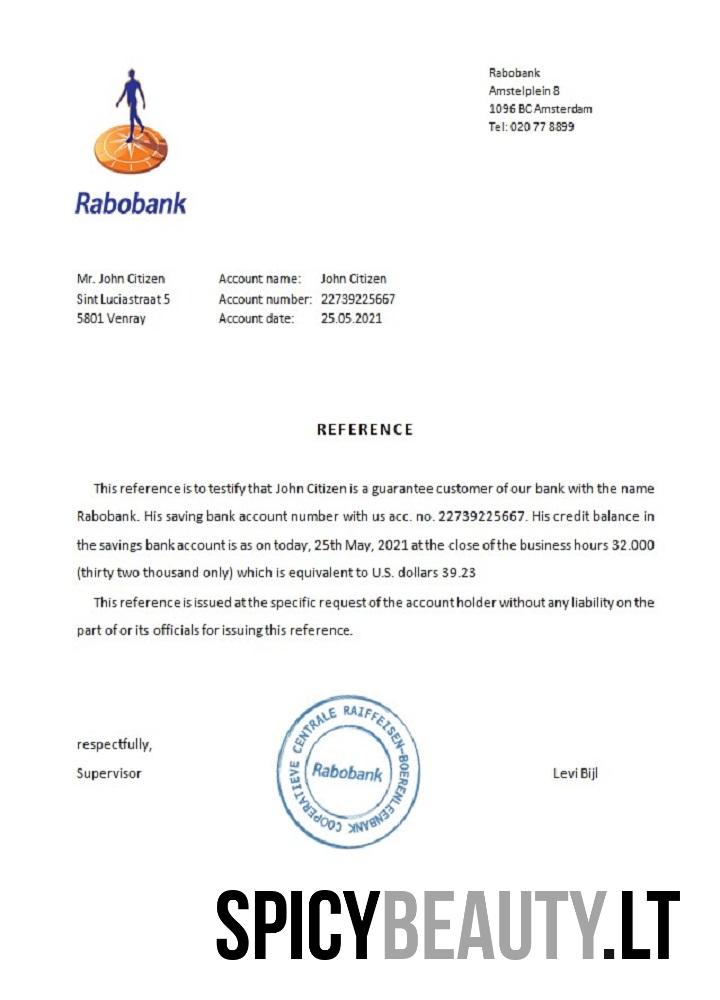 Rabobank
Amstelplein 8
1096 BC Amsterdam
Tel: 020 77 8899
Rabobank
Mr. John Citizen
Sint Luciastraat 5
5801 Venray
Account name: John Citizen
Account number: 22739225667
Account date: 25.05.2021
REFERENCE
This reference is to testify that John Citizen is a guarantee customer of our bank with the name
Rabobank. His saving bank account number with us acc. no. 22739225667. His credit balance in
the savings bank account is as on today, 25th May, 2021 at the close of the business hours 32.000
(thirty two thousand only) which is equivalent to U.S. dollars 39.23
This reference is issued at the specific request of the account holder without any liability on the
part of or its officials for issuing this reference.
respectfully,
Supervisor
COOPERATIEVE CENTRALE RAIFFEISEN-BOERENLEENBANK
Rabobank
Levi Bijl
SPICYBEAUTY.LT